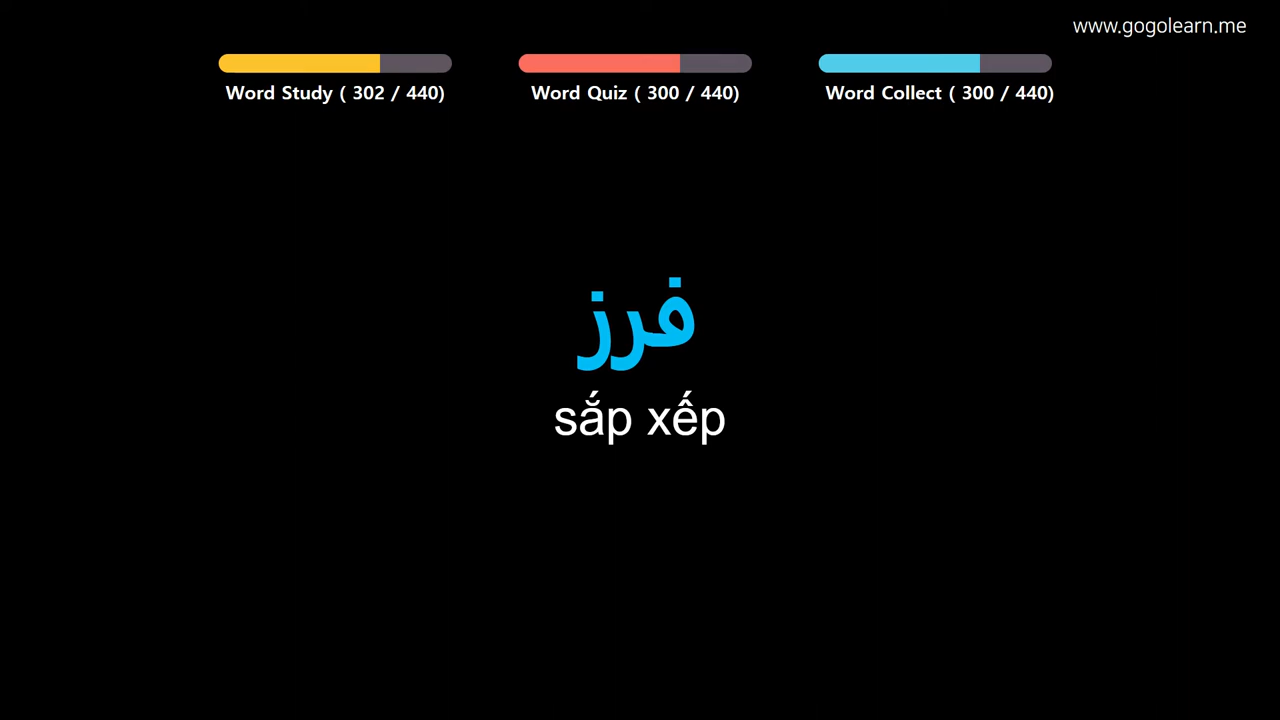 www.gogolearn.me
Word Study ( 302 / 440)
Word Quiz ( 300 / 440)
Word Collect ( 300 / 440)
فرز
sắp xếp